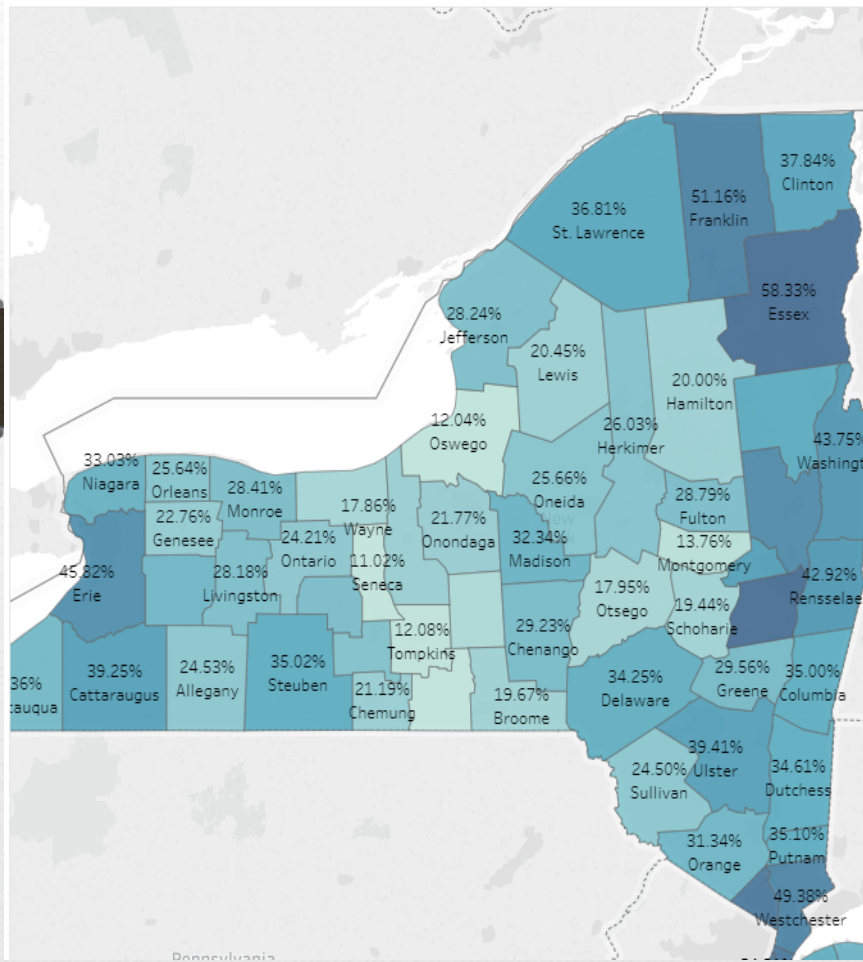 37.84%
Clinton
51.16%
Franklin
36.81%
St. Lawrence
58.33%
Essex
28.24%
Jefferson
20.45%
Lewis
20.00%
Hamilton
12.04%
Oswego
26.03%
Herkimer
43.75%
Washingt
33.03%
Niagara
25.64%
Orleans
28.41%
Monroe
17.86%
Wayne
25.66%
Oneida
28.79%
Fulton
22.76%
Genesee
24.21%
Ontario
21.77%
Onondaga
32.34%
Madison
13.76%
Montgomery
45.82%
Erie
28.18%
Livingston
11.02%
Seneca
17.95%
Otsego
42.92%
Rensselae
19.44%
Schoharie
12.08%
Tompkins
29.23%
Chenango
36%
auqua
39.25%
Cattaraugus
24.53%
Allegany
35.02%
Steuben
21.19%
Chemung
19.67%
Broome
34.25%
Delaware
29.56%
Greene
35.00%
Columbia
39.41%
Ulster
24.50%
Sullivan
34.61%
Dutchess
31.34%
Orange
35.10%
Putnam
49.38%
Westchester
Pennsylvania